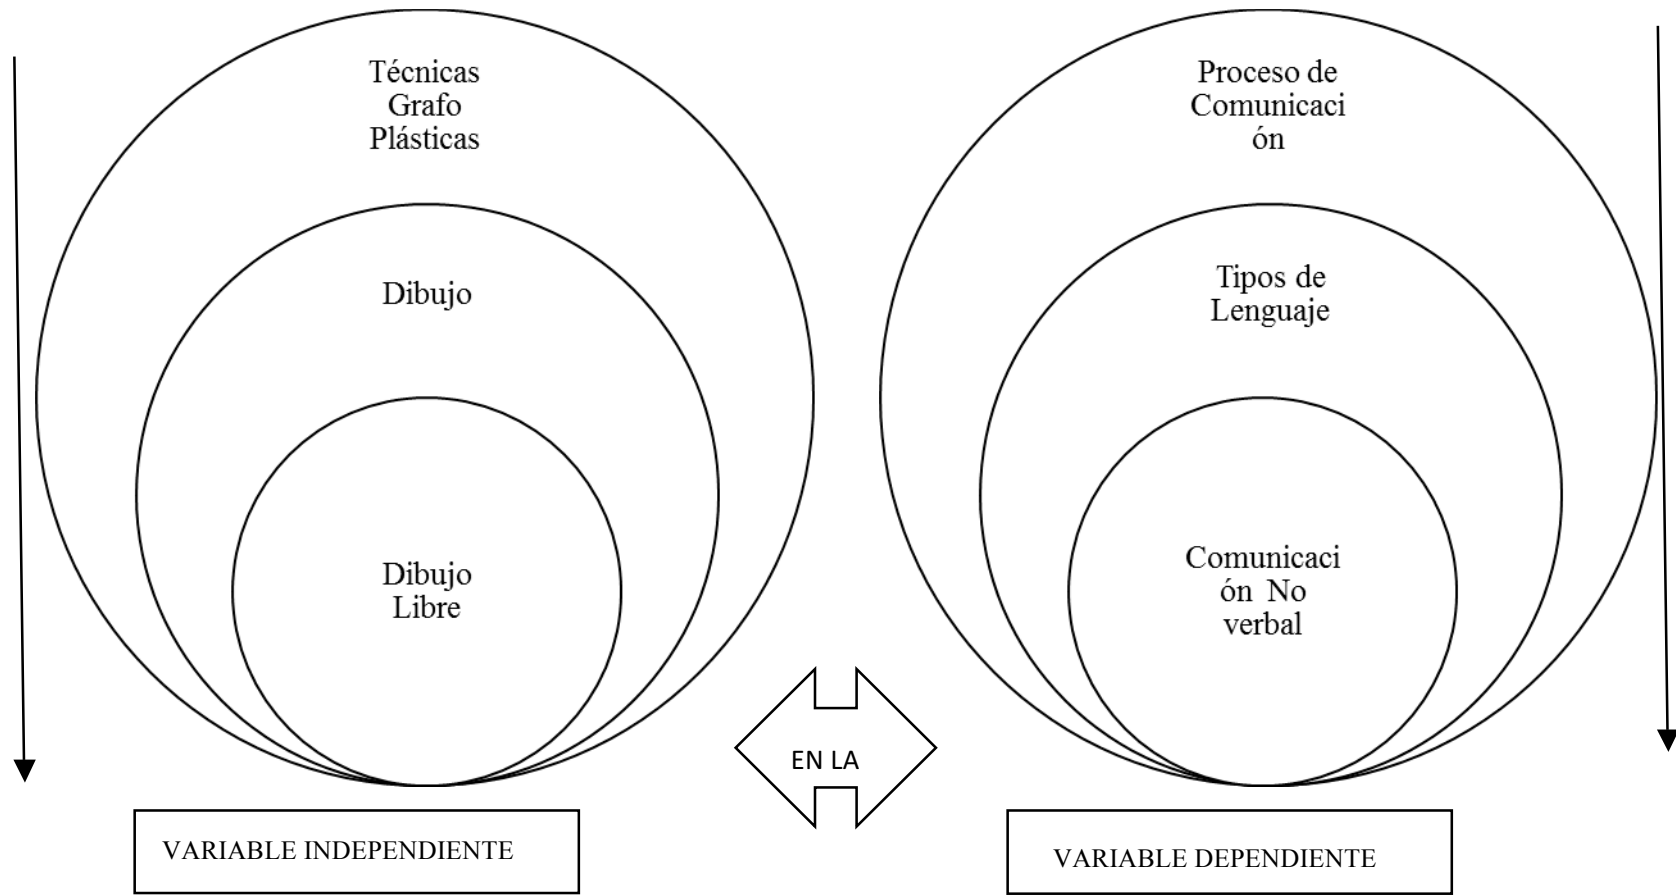 Técnicas
Grafo
Plásticas
Dibujo
Dibujo
Libre
Proceso de
Comunicaci
ón
Tipos de
Lenguaje
Comunicaci
ón No
verbal
EN LA
VARIABLE INDEPENDIENTE
VARIABLE DEPENDIENTE